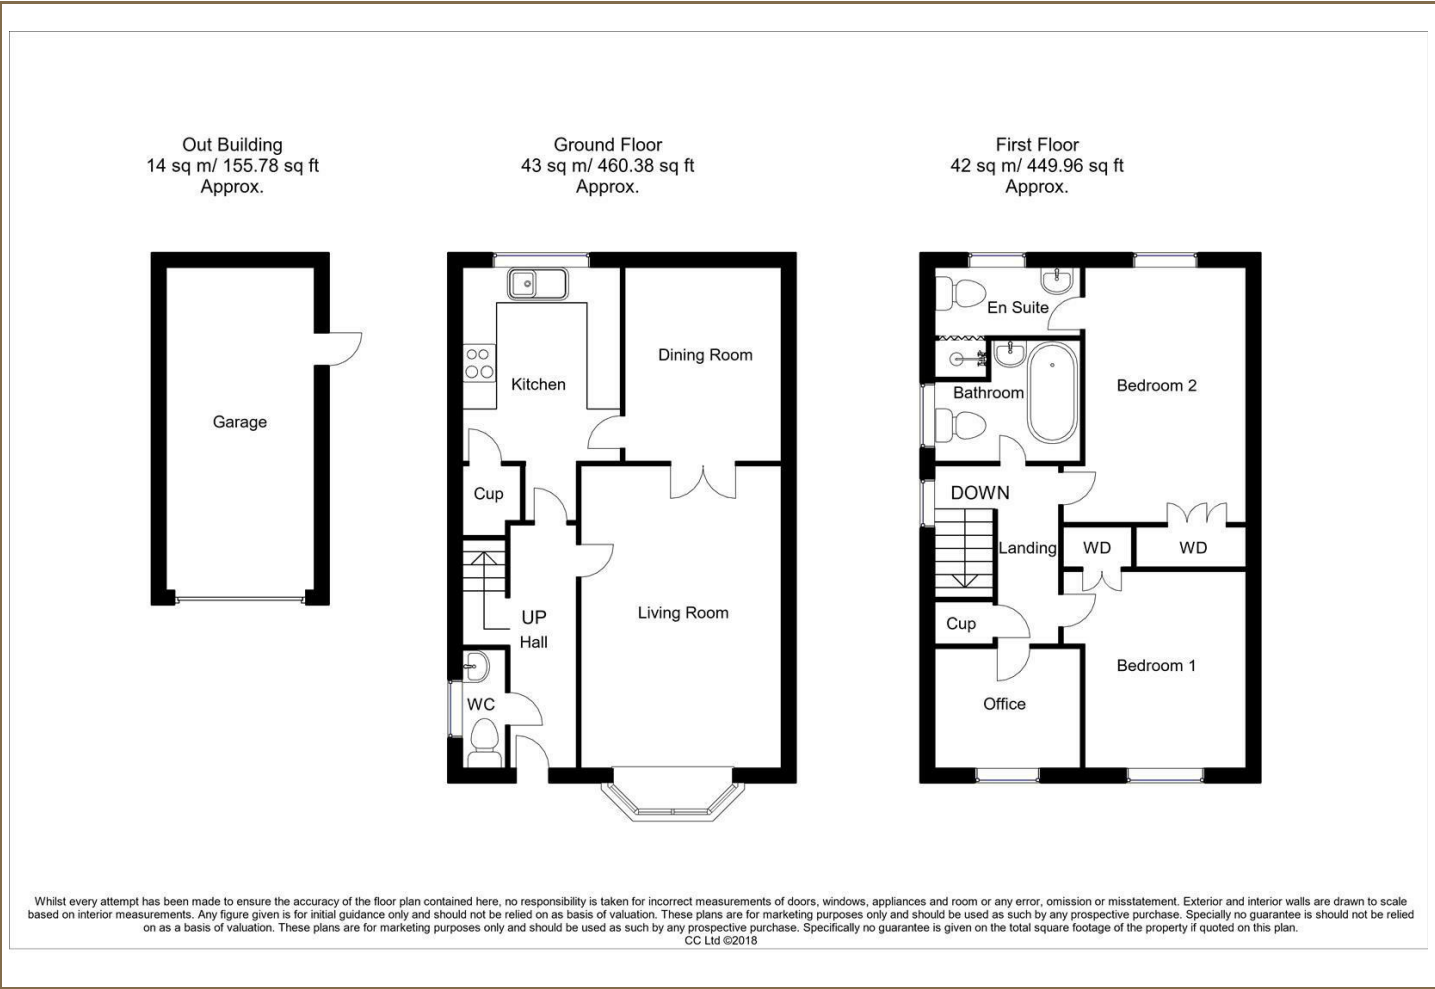 Out Building
14 sq m/ 155.78 sq ft
Approx.
Ground Floor
43 sq m/ 460.38 sq ft
Approx.
First Floor
42 sq m/ 449.96 sq ft
Approx.
Garage
Kitchen
Dining Room
Cup
Living Room
UP
Hall
WC
En Suite
Bathroom
Bedroom 2
DOWN
Landing
WD
WD
Cup
Office
Bedroom 1
Whilst every attempt has been made to ensure the accuracy of the floor plan contained here, no responsibility is taken for incorrect measurements of doors, windows, appliances and room or any error, omission or misstatement. Exterior and interior walls are drawn to scale
based on interior measurements. Any figure given is for initial guidance only and should not be relied on as basis of valuation. These plans are for marketing purposes only and should be used as such by any prospective purchase. Specially no guarantee is should not be relied
on as a basis of valuation. These plans are for marketing purposes only and should be used as such by any prospective purchase. Specifically no guarantee is given on the total square footage of the property if quoted on this plan.
CC Ltd ©2018